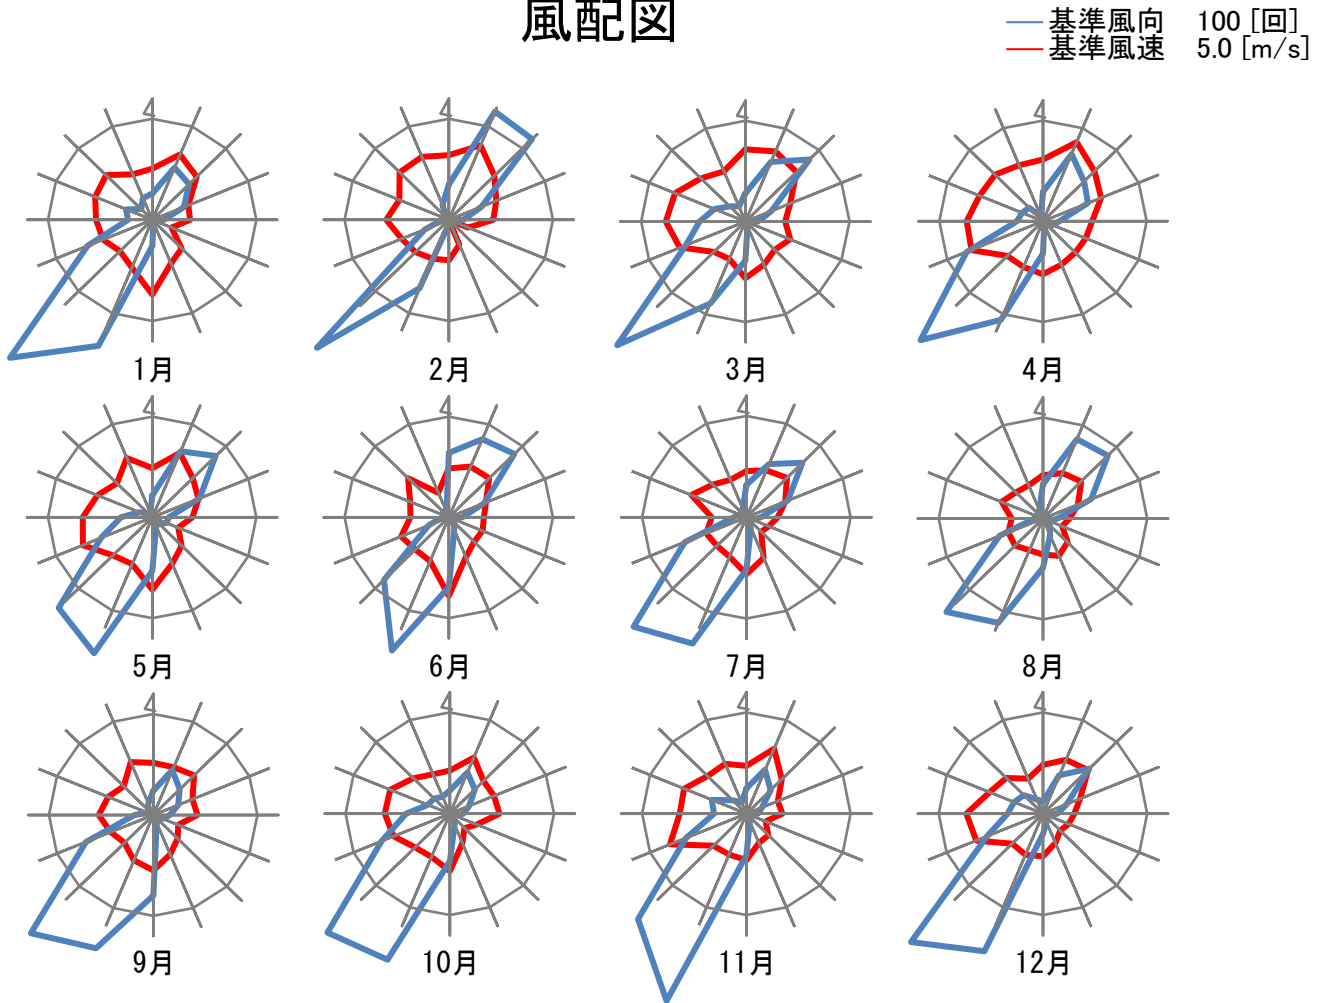 風配図
基準風向 100 [回]
基準風速 5.0 [m/s]
1月
2月
3月
4月
5月
6月
7月
8月
9月
10月
11月
12月